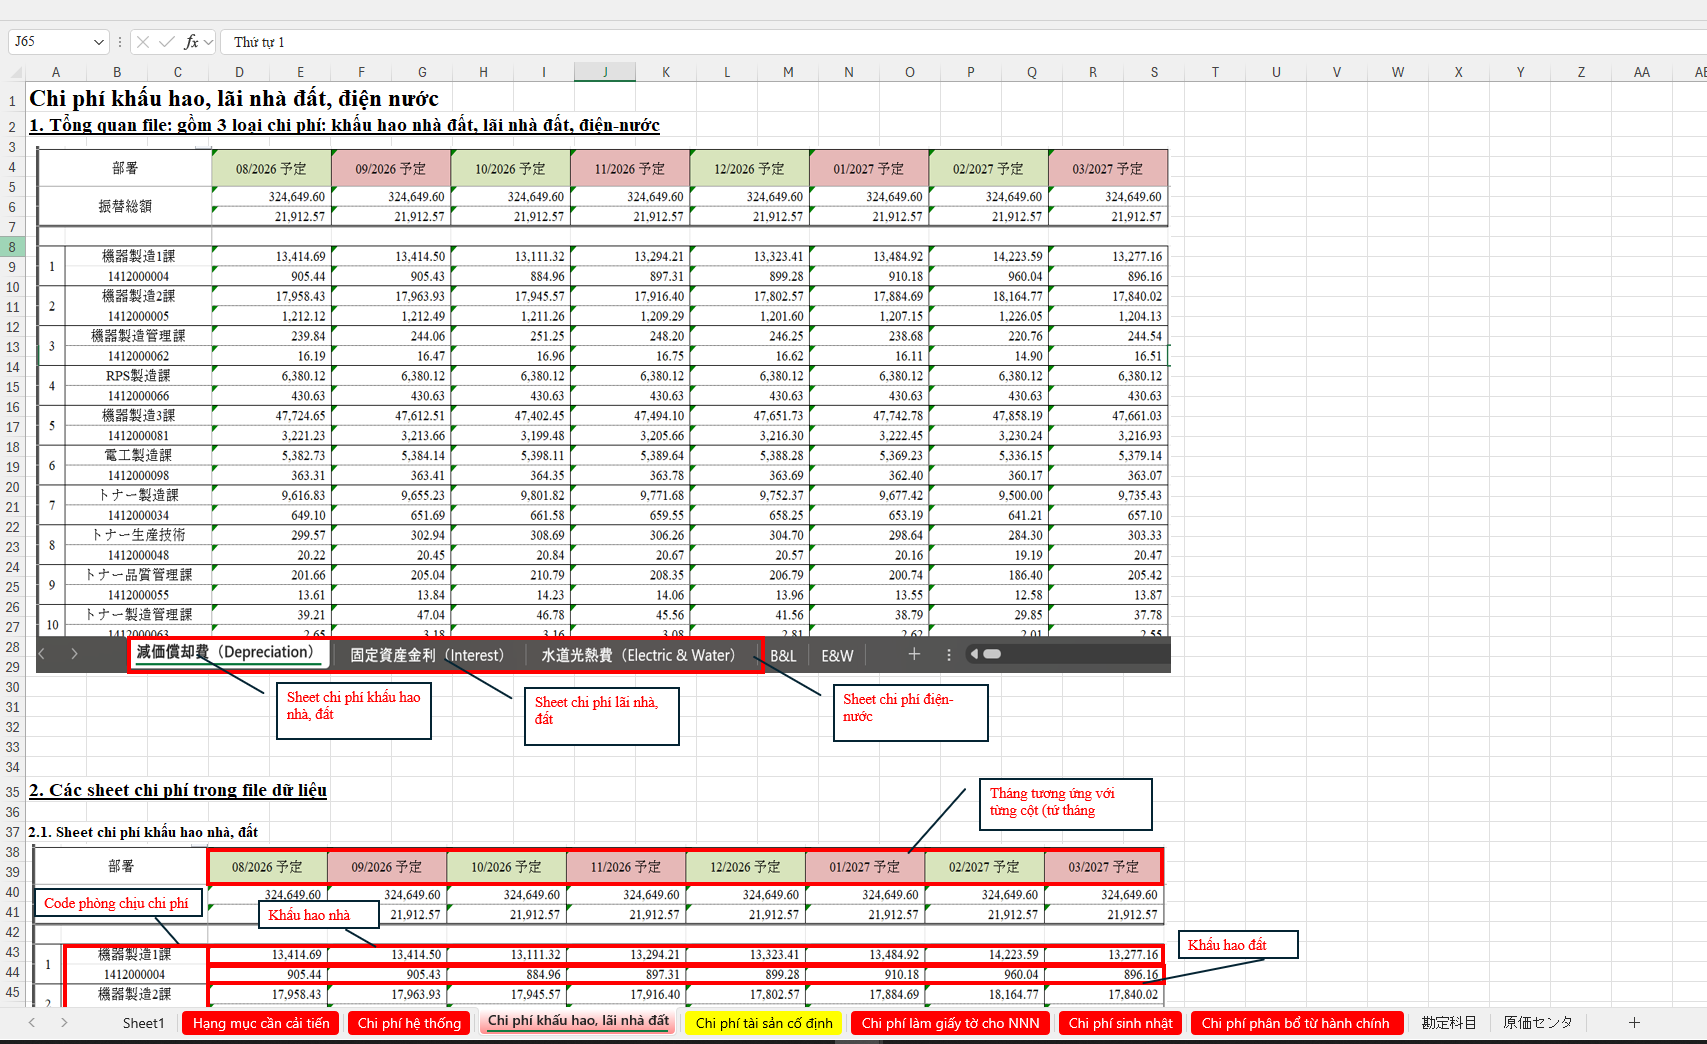 J65 fx Thứ tự 1
A B C D E F G H I J K L M N O P Q R S T U V W X Y Z AA
1 Chi phí khấu hao, lãi nhà đất, điện nước
2 1. Tổng quan file: gồm 3 loại chi phí: khấu hao nhà đất, lãi nhà đất, điện-nước
部署 08/2026 予定 09/2026 予定 10/2026 予定 11/2026 予定 12/2026 予定 01/2027 予定 02/2027 予定 03/2027 予定
振替総額 324,649.60 324,649.60 324,649.60 324,649.60 324,649.60 324,649.60 324,649.60 324,649.60
21,912.57 21,912.57 21,912.57 21,912.57 21,912.57 21,912.57 21,912.57 21,912.57
1 機器製造1課 13,414.69 13,414.50 13,111.32 13,294.21 13,323.41 13,484.92 14,223.59 13,277.16
1412000004 905.44 905.43 884.96 897.31 899.28 910.18 960.04 896.16
2 機器製造2課 17,958.43 17,963.93 17,945.57 17,916.40 17,802.57 17,884.69 18,164.77 17,840.02
1412000005 1,212.12 1,212.49 1,211.26 1,209.29 1,201.60 1,207.15 1,226.05 1,204.13
3 機器製造管理課 239.84 244.06 251.25 248.20 246.25 238.68 220.76 244.54
1412000062 16.19 16.47 16.96 16.75 16.62 16.11 14.90 16.51
4 RPS製造課 6,380.12 6,380.12 6,380.12 6,380.12 6,380.12 6,380.12 6,380.12 6,380.12
1412000066 430.63 430.63 430.63 430.63 430.63 430.63 430.63 430.63
5 機器製造3課 47,724.65 47,612.51 47,402.45 47,494.10 47,651.73 47,742.78 47,858.19 47,661.03
1412000081 3,221.23 3,213.66 3,199.48 3,205.66 3,216.30 3,222.45 3,230.24 3,216.93
6 電工製造課 5,382.73 5,384.14 5,398.11 5,389.64 5,388.28 5,369.23 5,336.15 5,379.14
1412000098 363.31 363.41 364.35 363.78 363.69 362.40 360.17 363.07
7 トナー製造課 9,616.83 9,655.23 9,801.82 9,771.68 9,752.37 9,677.42 9,500.00 9,735.43
1412000034 649.10 651.69 661.58 659.55 658.25 653.19 641.21 657.10
8 トナー生産技術 299.57 302.94 308.69 306.26 304.70 298.64 284.30 303.33
1412000048 20.22 20.45 20.84 20.67 20.57 20.16 19.19 20.47
9 トナー品質管理課 201.66 205.04 210.79 208.35 206.79 200.74 186.40 205.42
1412000055 13.61 13.84 14.23 14.06 13.96 13.55 12.58 13.87
10 トナー製造管理課 39.21 47.04 46.78 45.56 41.56 38.79 29.85 37.78
1412000063 2.65 3.18 3.16 3.08 2.81 2.62 2.01 2.55
減価償却費（Depreciation） 固定資産金利（Interest） 水道光熱費（Electric & Water） B&L E&W
Sheet chi phí khấu hao
nhà, đất
Sheet chi phí lãi nhà,
đất
Sheet chi phí điện-
nước
2. Các sheet chi phí trong file dữ liệu
Tháng tương ứng với
từng cột (từ tháng
2.1. Sheet chi phí khấu hao nhà, đất
部署 08/2026 予定 09/2026 予定 10/2026 予定 11/2026 予定 12/2026 予定 01/2027 予定 02/2027 予定 03/2027 予定
324,649.60 324,649.60 324,649.60 324,649.60 324,649.60 324,649.60 324,649.60 324,649.60
Code phòng chịu chi phí
Khấu hao nhà
21,912.57 21,912.57 21,912.57 21,912.57 21,912.57 21,912.57 21,912.57
Khấu hao đất
1 機器製造1課 13,414.69 13,414.50 13,111.32 13,294.21 13,323.41 13,484.92 14,223.59 13,277.16
1412000004 905.44 905.43 884.96 897.31 899.28 910.18 960.04 896.16
2 機器製造2課 17,958.43 17,963.93 17,945.57 17,916.40 17,802.57 17,884.69 18,164.77 17,840.02
Sheet1 Hạng mục cần cải tiến Chi phí hệ thống Chi phí khấu hao, lãi nhà đất Chi phí tài sản cố định Chi phí làm giấy tờ cho NNN Chi phí sinh nhật Chi phí phân bổ từ hành chính 勘定科目 原価センタ